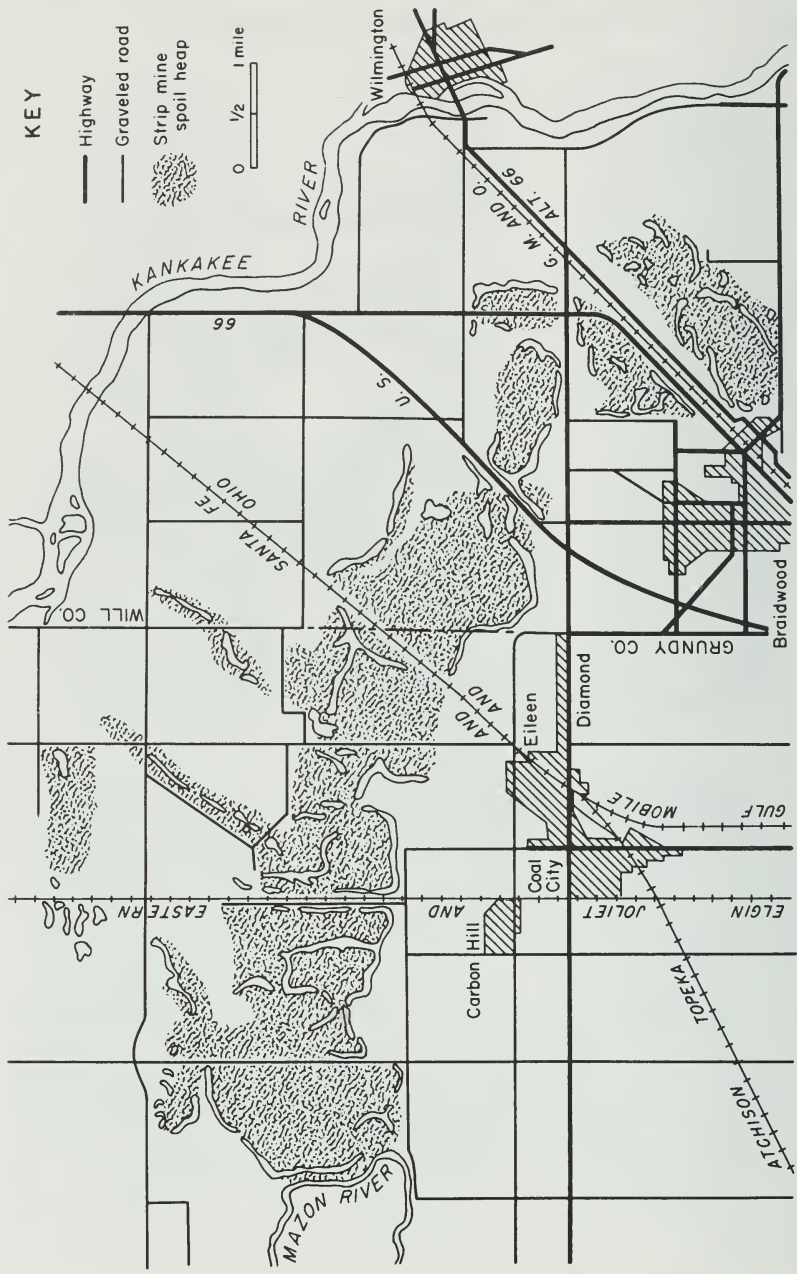 KEY
Highway
Graveled road
Strip mine
spoil heap
0 1/2 1 mile
Wilmington
KANKAKEE RIVER
66
U. S.
G. M. AND O.
ALT. 66
SANTA FE
OHIO
WILL CO.
GRUNDY CO.
Braidwood
AND
AND
Eileen
Diamond
Coal
City
Carbon Hill
EASTERN
AND
JOLIET
ELGIN
GULF
MOBILE
TOPEKA
ATCHISON
MAZON RIVER